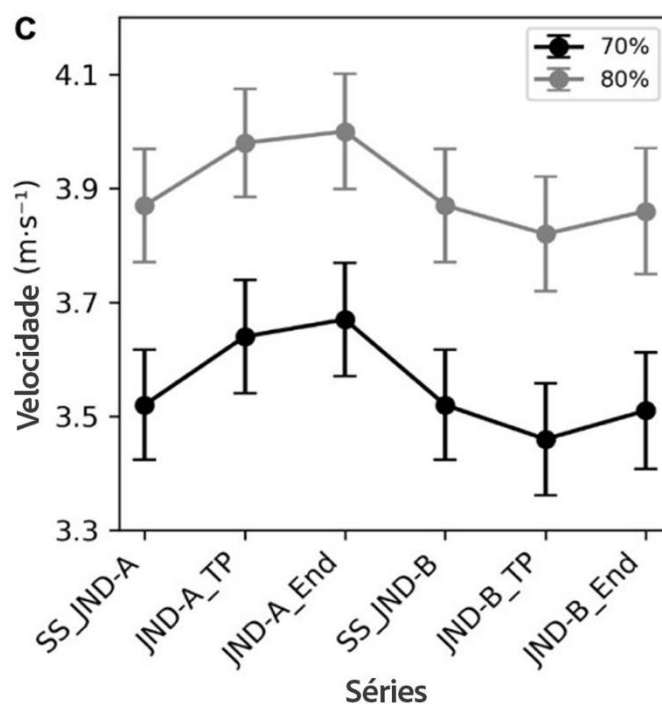 C
70%
80%
4.1
3.9
3.7
3.5
3.3
Velocidade (m·s⁻¹)
SS_JND-A
JND-A_TP
JND-A_End
SS_JND-B
JND-B_TP
JND-B_End
Séries